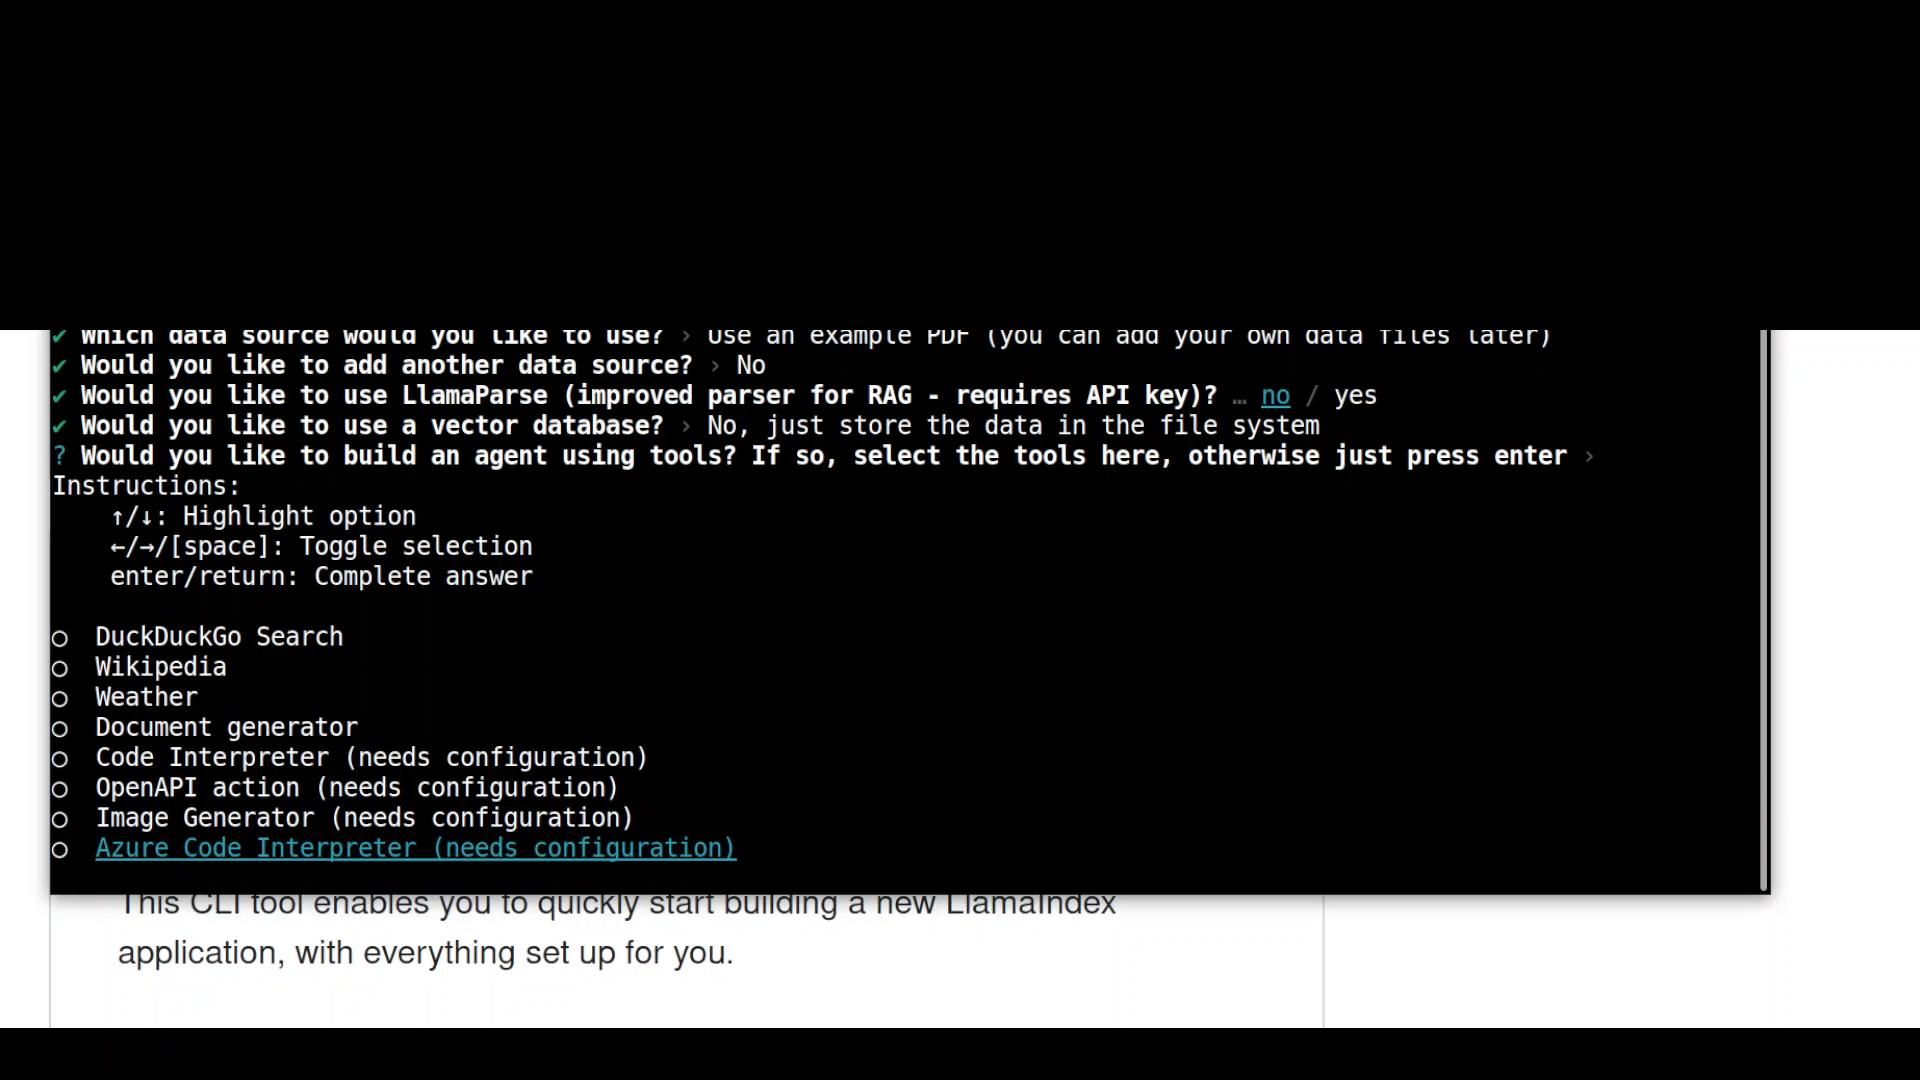 ✔ Which data source would you like to use? › Use an example PDF (you can add your own data files later)
✔ Would you like to add another data source? › No
✔ Would you like to use LlamaParse (improved parser for RAG - requires API key)? … no / yes
✔ Would you like to use a vector database? › No, just store the data in the file system
? Would you like to build an agent using tools? If so, select the tools here, otherwise just press enter ›
Instructions:
↑/↓: Highlight option
←/→/[space]: Toggle selection
enter/return: Complete answer
○ DuckDuckGo Search
○ Wikipedia
○ Weather
○ Document generator
○ Code Interpreter (needs configuration)
○ OpenAPI action (needs configuration)
○ Image Generator (needs configuration)
○ Azure Code Interpreter (needs configuration)
This CLI tool enables you to quickly start building a new LlamaIndex
application, with everything set up for you.